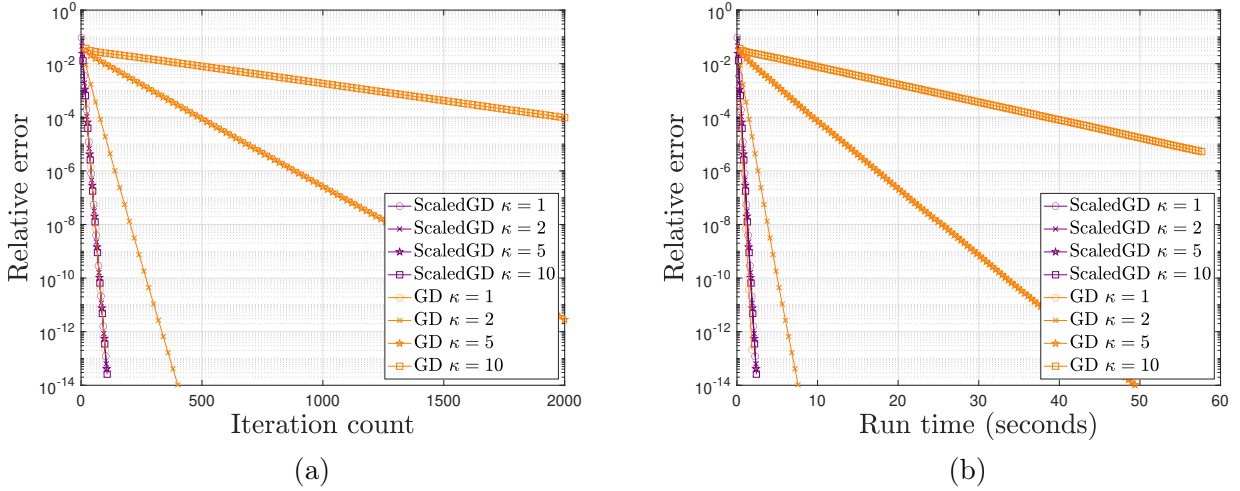 10^0
10^-2
10^-4
10^-6
10^-8
10^-10
10^-12
10^-14
Relative error
0 500 1000 1500 2000
Iteration count
ScaledGD κ = 1
ScaledGD κ = 2
ScaledGD κ = 5
ScaledGD κ = 10
GD κ = 1
GD κ = 2
GD κ = 5
GD κ = 10
(a)
10^0
10^-2
10^-4
10^-6
10^-8
10^-10
10^-12
10^-14
Relative error
0 10 20 30 40 50 60
Run time (seconds)
ScaledGD κ = 1
ScaledGD κ = 2
ScaledGD κ = 5
ScaledGD κ = 10
GD κ = 1
GD κ = 2
GD κ = 5
GD κ = 10
(b)